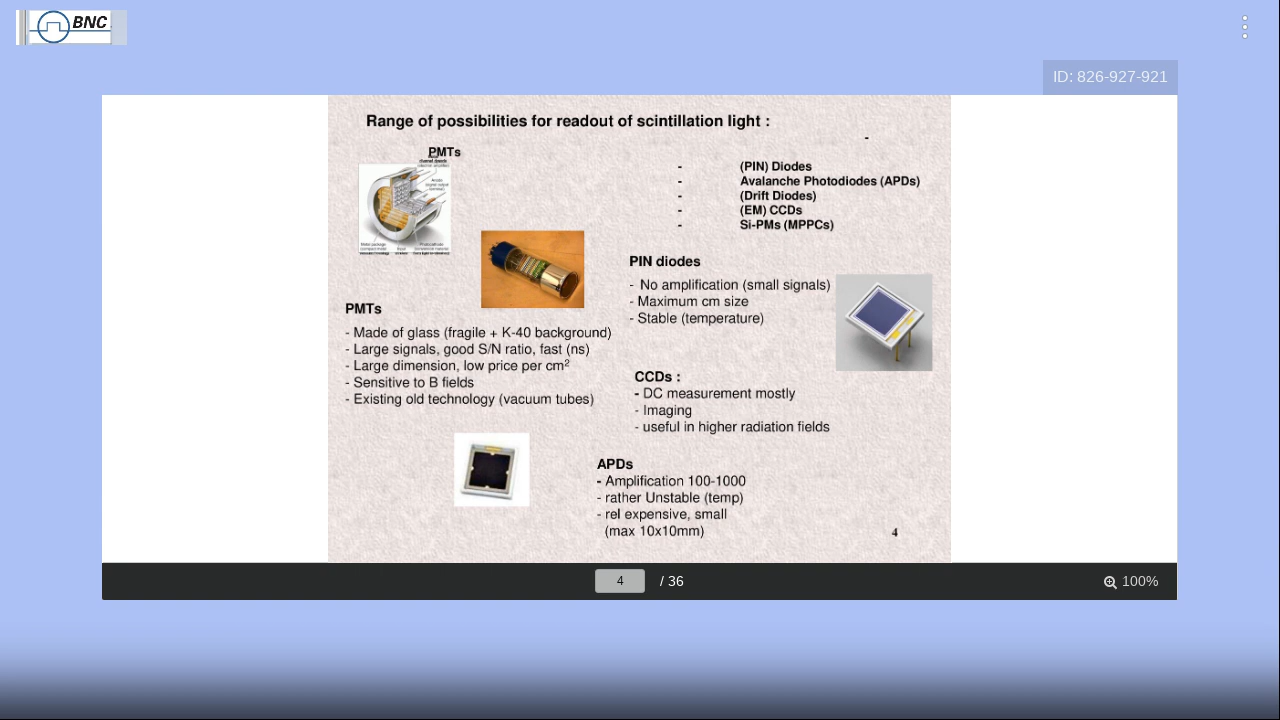 BNC
ID: 826-927-921
Range of possibilities for readout of scintillation light :
-
PMTs
- (PIN) Diodes
- Avalanche Photodiodes (APDs)
- (Drift Diodes)
- (EM) CCDs
- Si-PMs (MPPCs)
PIN diodes
- No amplification (small signals)
- Maximum cm size
- Stable (temperature)
PMTs
- Made of glass (fragile + K-40 background)
- Large signals, good S/N ratio, fast (ns)
- Large dimension, low price per cm²
- Sensitive to B fields
- Existing old technology (vacuum tubes)
CCDs :
- DC measurement mostly
- Imaging
- useful in higher radiation fields
APDs
- Amplification 100-1000
- rather Unstable (temp)
- rel expensive, small
(max 10x10mm)
4
4 / 36
100%